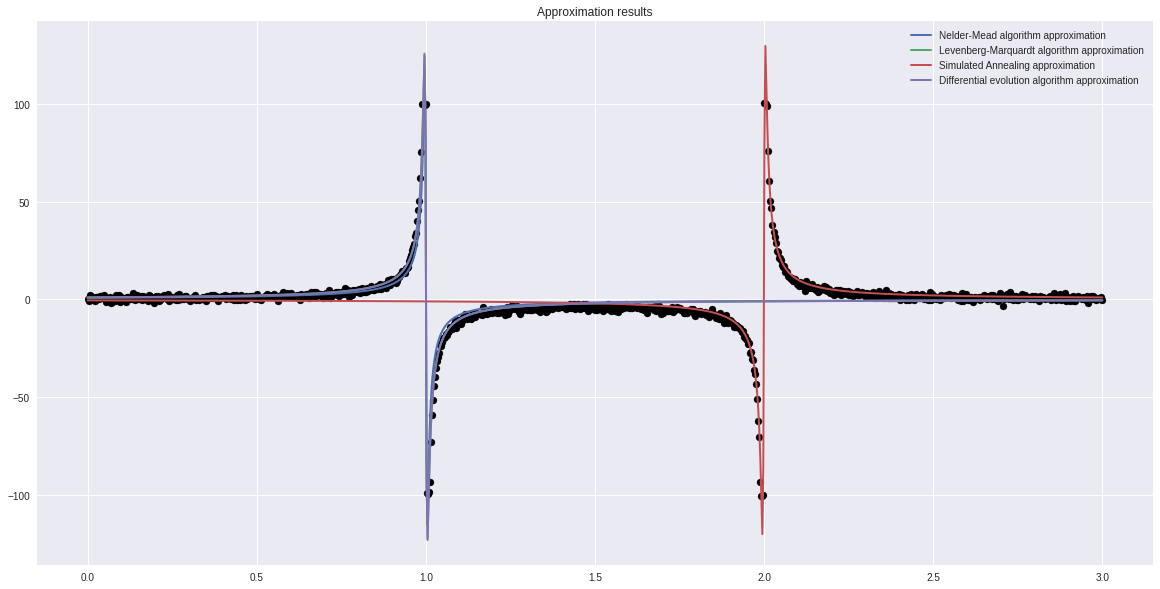 Approximation results
Nelder-Mead algorithm approximation
Levenberg-Marquardt algorithm approximation
Simulated Annealing approximation
Differential evolution algorithm approximation
100
50
0
−50
−100
0.0 0.5 1.0 1.5 2.0 2.5 3.0